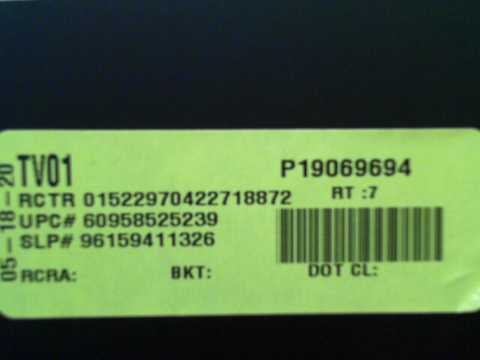 TV01
P19069694
RCTR 01522970422718872
RT :7
UPC# 60958525239
SLP# 96159411326
RCRA:
BKT:
DOT CL:
05-18-20